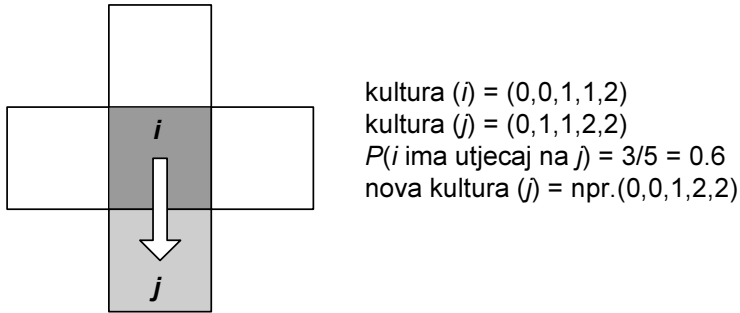 i
j
kultura (i) = (0,0,1,1,2)
kultura (j) = (0,1,1,2,2)
P(i ima utjecaj na j) = 3/5 = 0.6
nova kultura (j) = npr.(0,0,1,2,2)